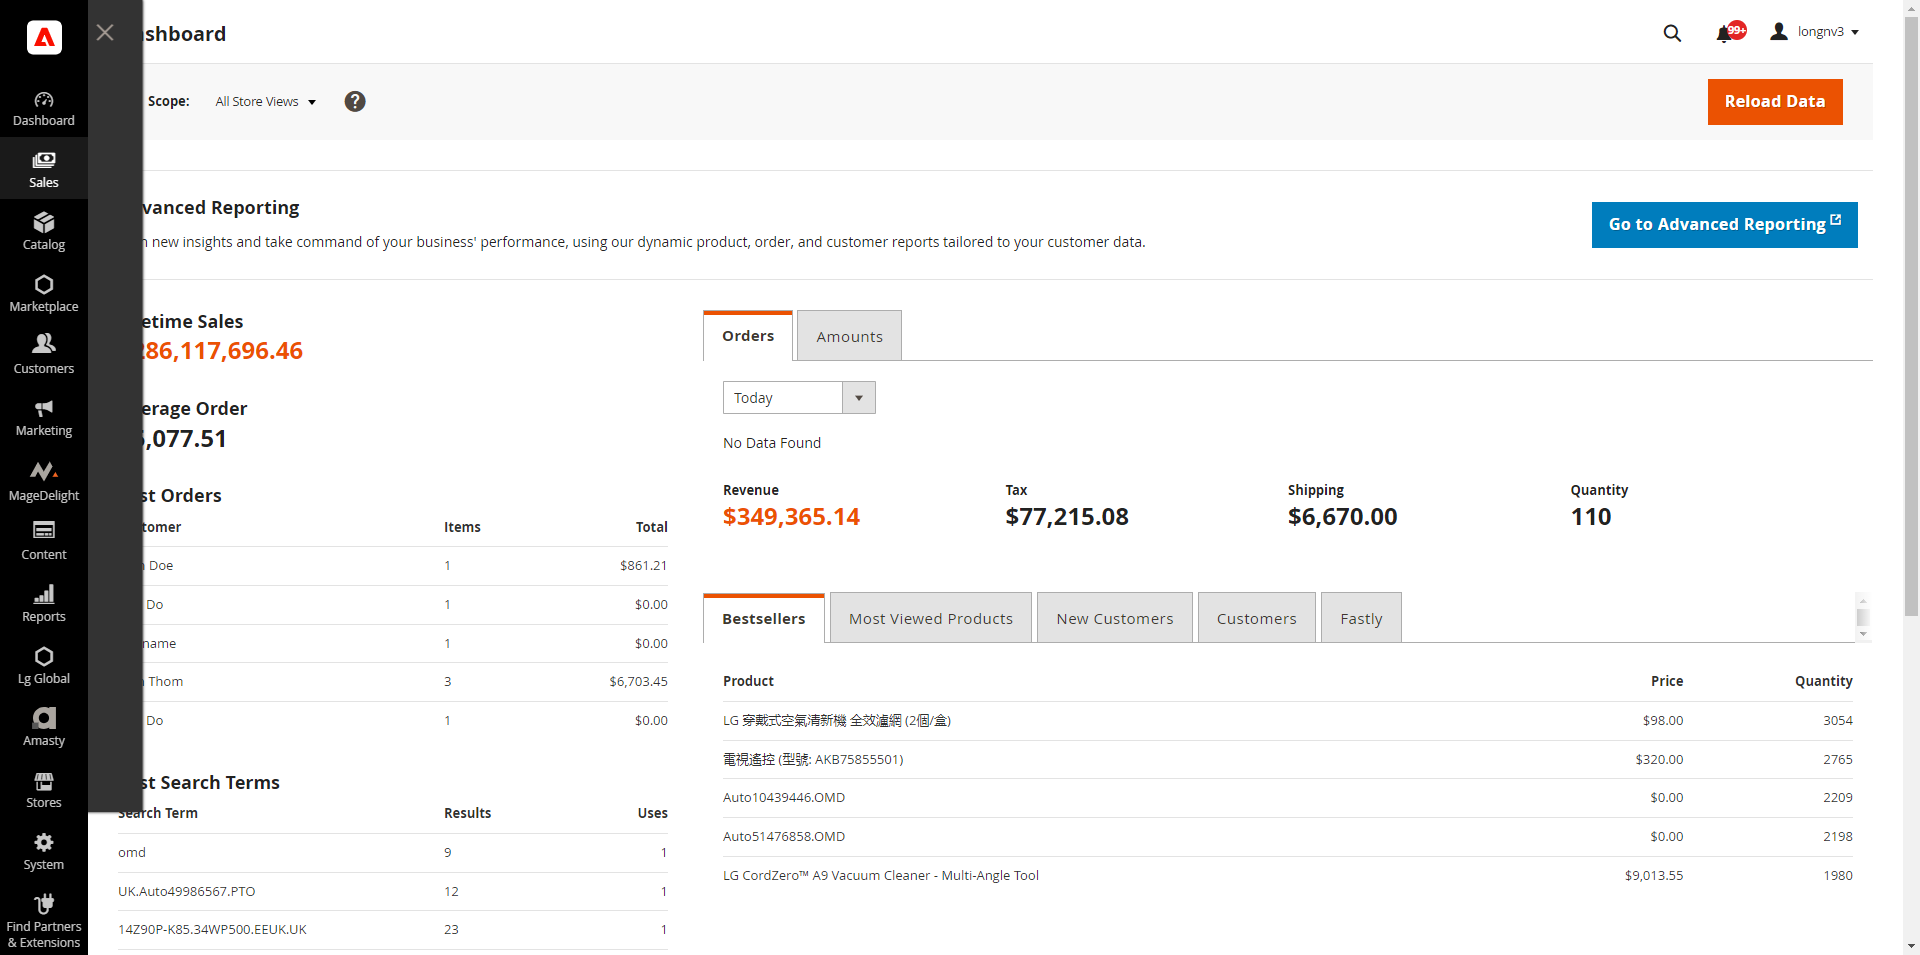 Dashboard
Sales
Catalog
Marketplace
Customers
Marketing
MageDelight
Content
Reports
Lg Global
Amasty
Stores
System
Find Partners
& Extensions
shboard
99+
longnv3
Scope:
All Store Views
?
Reload Data
vanced Reporting
new insights and take command of your business' performance, using our dynamic product, order, and customer reports tailored to your customer data.
Go to Advanced Reporting
etime Sales
86,117,696.46
erage Order
,077.51
st Orders
tomer Items Total
Doe 1 $861.21
Do 1 $0.00
name 1 $0.00
Thom 3 $6,703.45
Do 1 $0.00
st Search Terms
Search Term Results Uses
omd 9 1
UK.Auto49986567.PTO 12 1
14Z90P-K85.34WP500.EEUK.UK 23 1
Orders Amounts
Today
No Data Found
Revenue Tax Shipping Quantity
$349,365.14 $77,215.08 $6,670.00 110
Bestsellers Most Viewed Products New Customers Customers Fastly
Product Price Quantity
LG 穿戴式空氣清新機 全效濾網 (2個/盒) $98.00 3054
電視遙控 (型號: AKB75855501) $320.00 2765
Auto10439446.OMD $0.00 2209
Auto51476858.OMD $0.00 2198
LG CordZero™ A9 Vacuum Cleaner - Multi-Angle Tool $9,013.55 1980